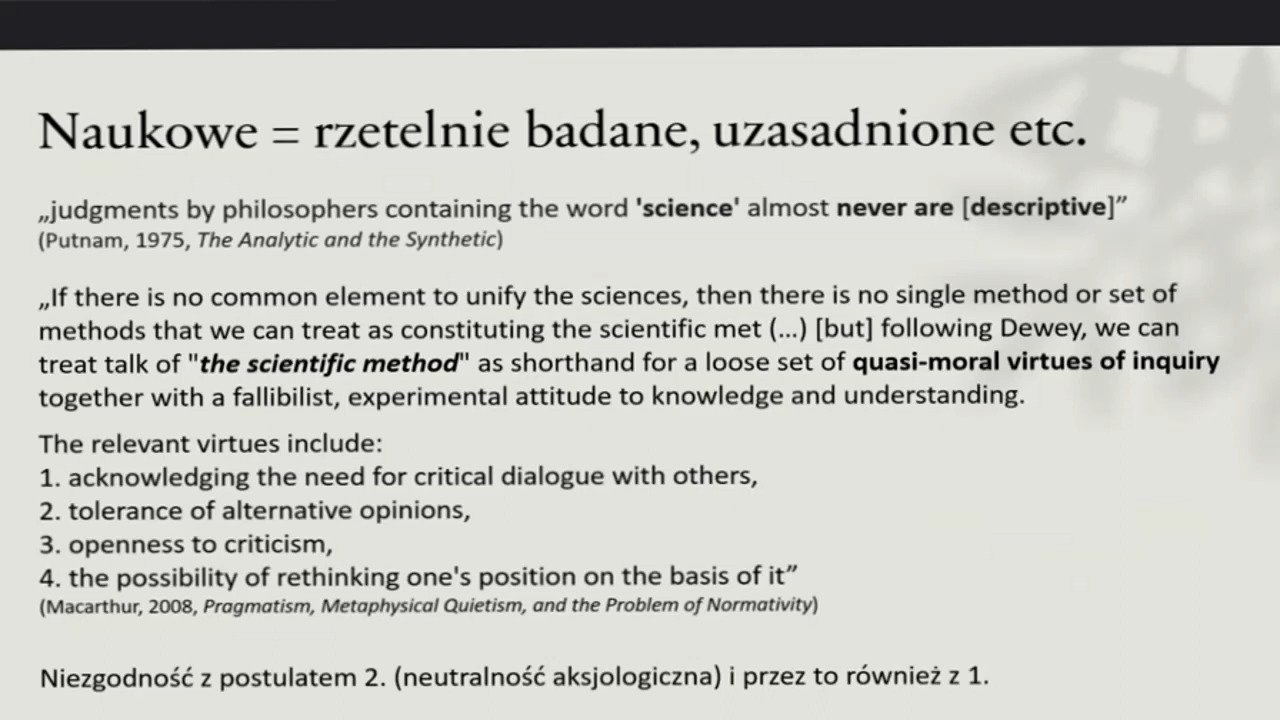 Naukowe = rzetelnie badane, uzasadnione etc.
„judgments by philosophers containing the word 'science' almost never are [descriptive]”
(Putnam, 1975, The Analytic and the Synthetic)
„If there is no common element to unify the sciences, then there is no single method or set of
methods that we can treat as constituting the scientific met (...) [but] following Dewey, we can
treat talk of "the scientific method" as shorthand for a loose set of quasi-moral virtues of inquiry
together with a fallibilist, experimental attitude to knowledge and understanding.
The relevant virtues include:
1. acknowledging the need for critical dialogue with others,
2. tolerance of alternative opinions,
3. openness to criticism,
4. the possibility of rethinking one's position on the basis of it”
(Macarthur, 2008, Pragmatism, Metaphysical Quietism, and the Problem of Normativity)
Niezgodność z postulatem 2. (neutralność aksjologiczna) i przez to również z 1.